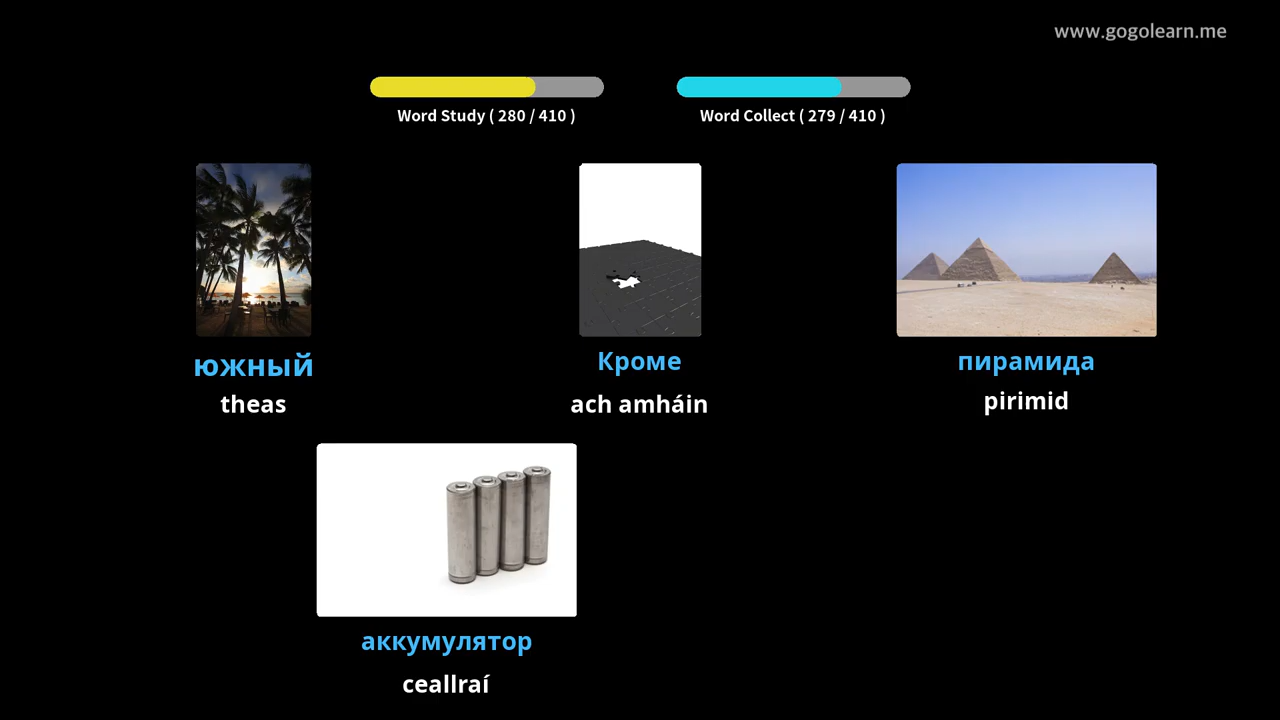 www.gogolearn.me
Word Study ( 280 / 410 )
Word Collect ( 279 / 410 )
южный
theas
Кроме
ach amháin
пирамида
pirimid
аккумулятор
ceallraí